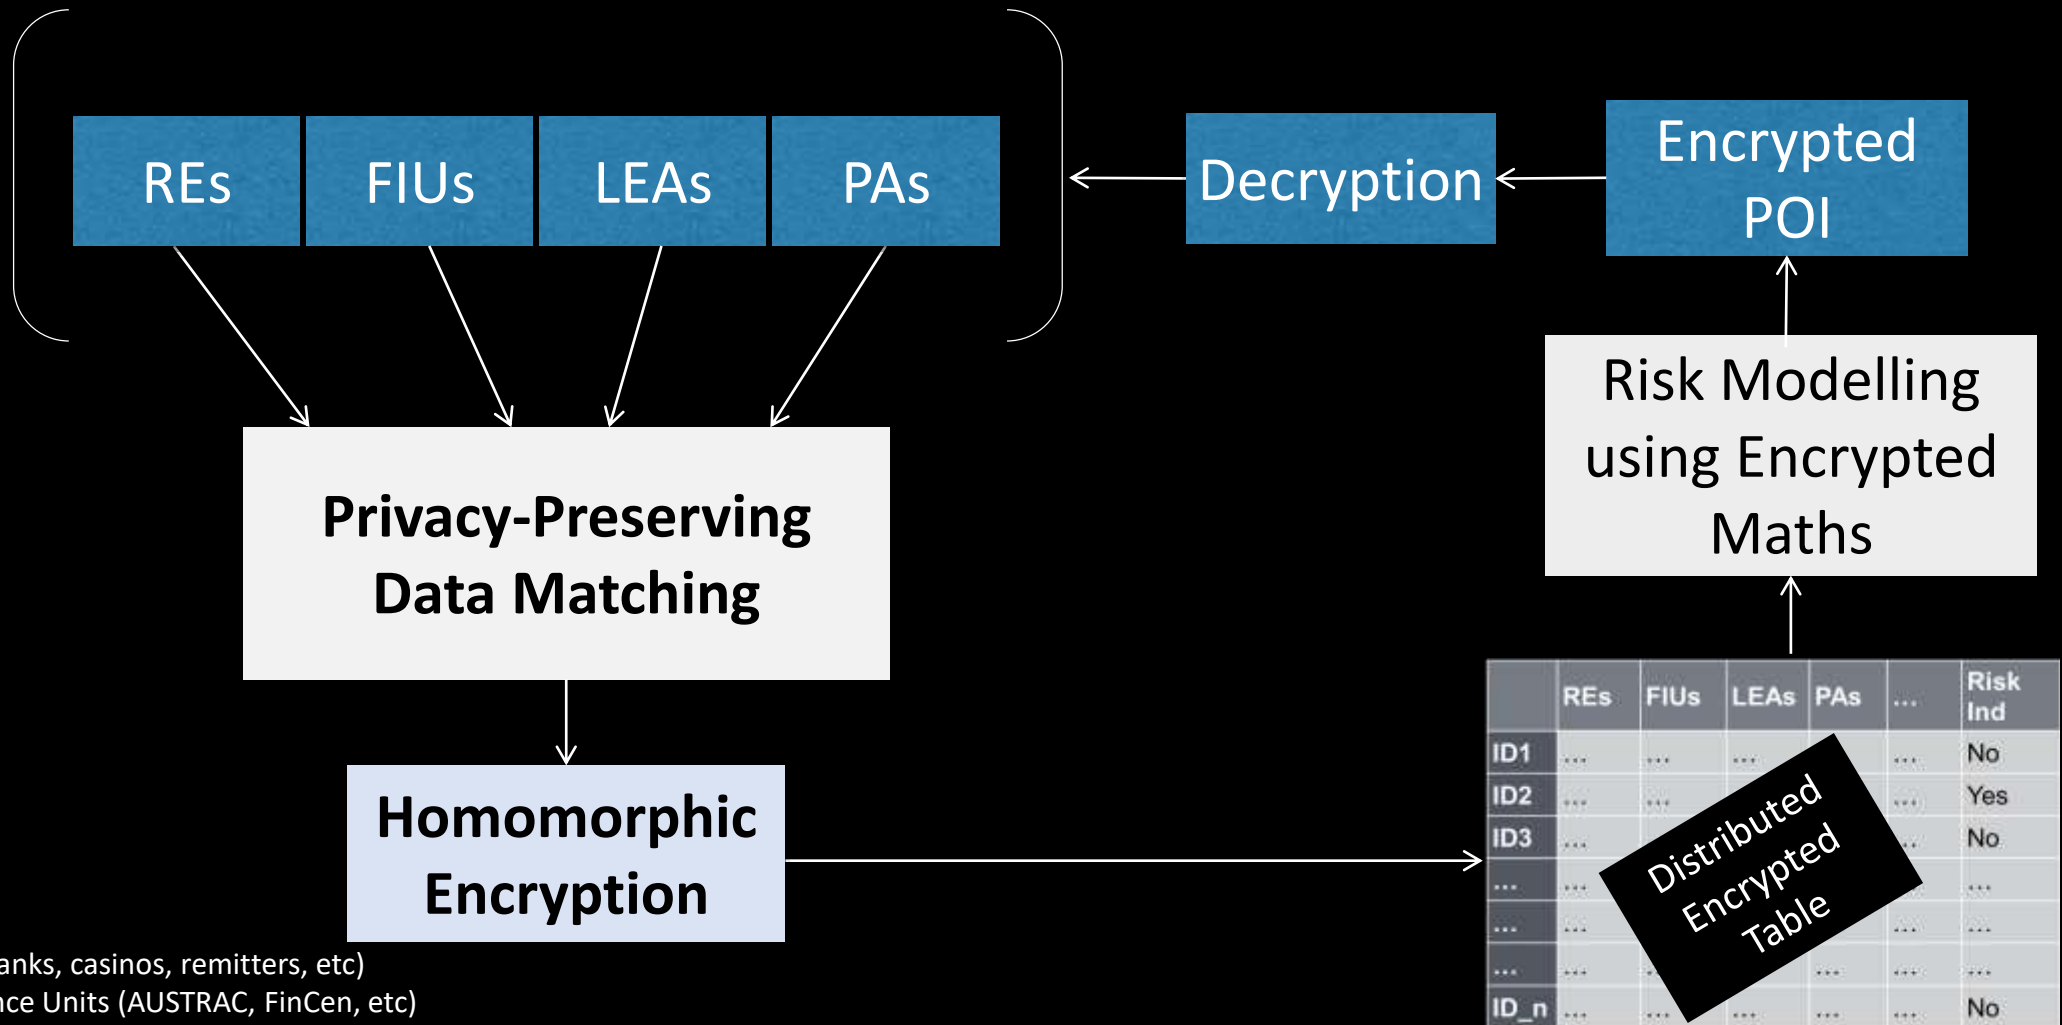 REs FIUs LEAs PAs
Decryption
Encrypted
POI
Risk Modelling
using Encrypted
Maths
Privacy-Preserving
Data Matching
Homomorphic
Encryption
REs FIUs LEAs PAs ... Risk
Ind
ID1 ... ... ... ... No
ID2 ... ... ... Yes
ID3 ... .. No
... ... ...
... ... ... ...
... ... ... ... ...
ID_n ... ... ... ... ... No
Distributed
Encrypted
Table
casinos, remitters, etc)
Units (AUSTRAC, FinCen, etc)